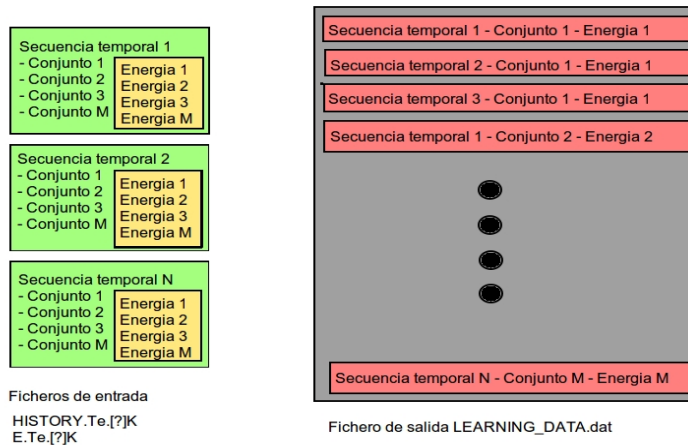 Secuencia temporal 1
- Conjunto 1
- Conjunto 2
- Conjunto 3
- Conjunto M
Energia 1
Energia 2
Energia 3
Energia M
Secuencia temporal 2
- Conjunto 1
- Conjunto 2
- Conjunto 3
- Conjunto M
Energia 1
Energia 2
Energia 3
Energia M
Secuencia temporal N
- Conjunto 1
- Conjunto 2
- Conjunto 3
- Conjunto M
Energia 1
Energia 2
Energia 3
Energia M
Ficheros de entrada
HISTORY.Te.[?]K
E.Te.[?]K
Secuencia temporal 1 - Conjunto 1 - Energia 1
Secuencia temporal 2 - Conjunto 1 - Energia 1
Secuencia temporal 3 - Conjunto 1 - Energia 1
Secuencia temporal 1 - Conjunto 2 - Energia 2
Secuencia temporal N - Conjunto M - Energia M
Fichero de salida LEARNING_DATA.dat